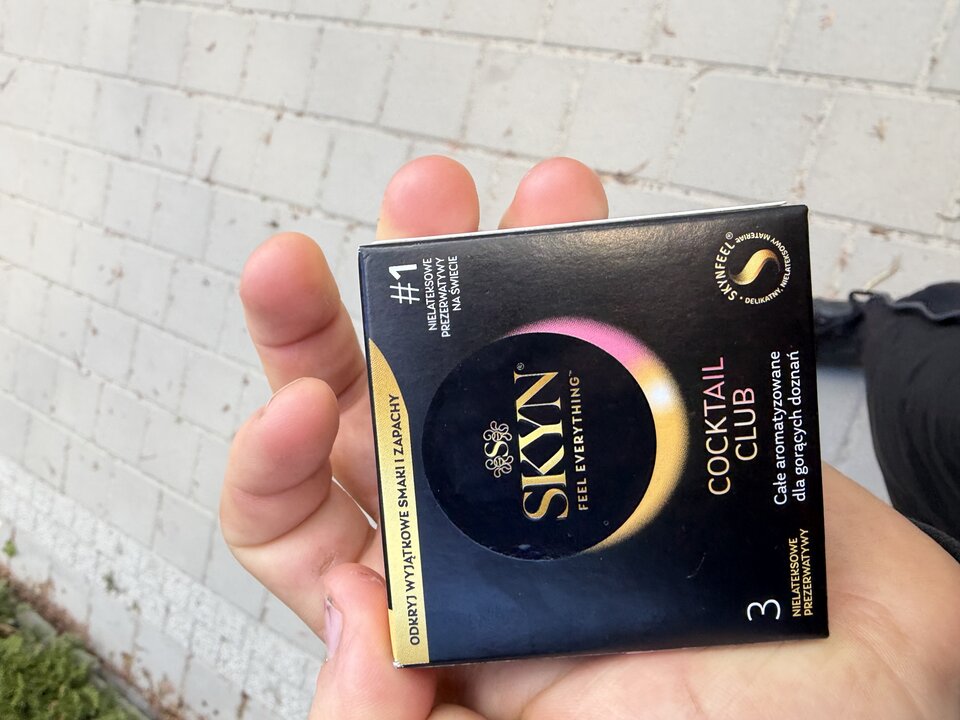 ODKRYJ WYJĄTKOWE SMAKI I ZAPACHY
#1
NIELATEKSOWE
PREZERWATYWY
NA ŚWIECIE
S
SKYN®
FEEL EVERYTHING™
COCKTAIL
CLUB
Całe aromatyzowane
dla gorących doznań
3
NIELATEKSOWE
PREZERWATYWY
SKYNFEEL®
• DELIKATNY, NIELATEKSOWY MATERIAŁ